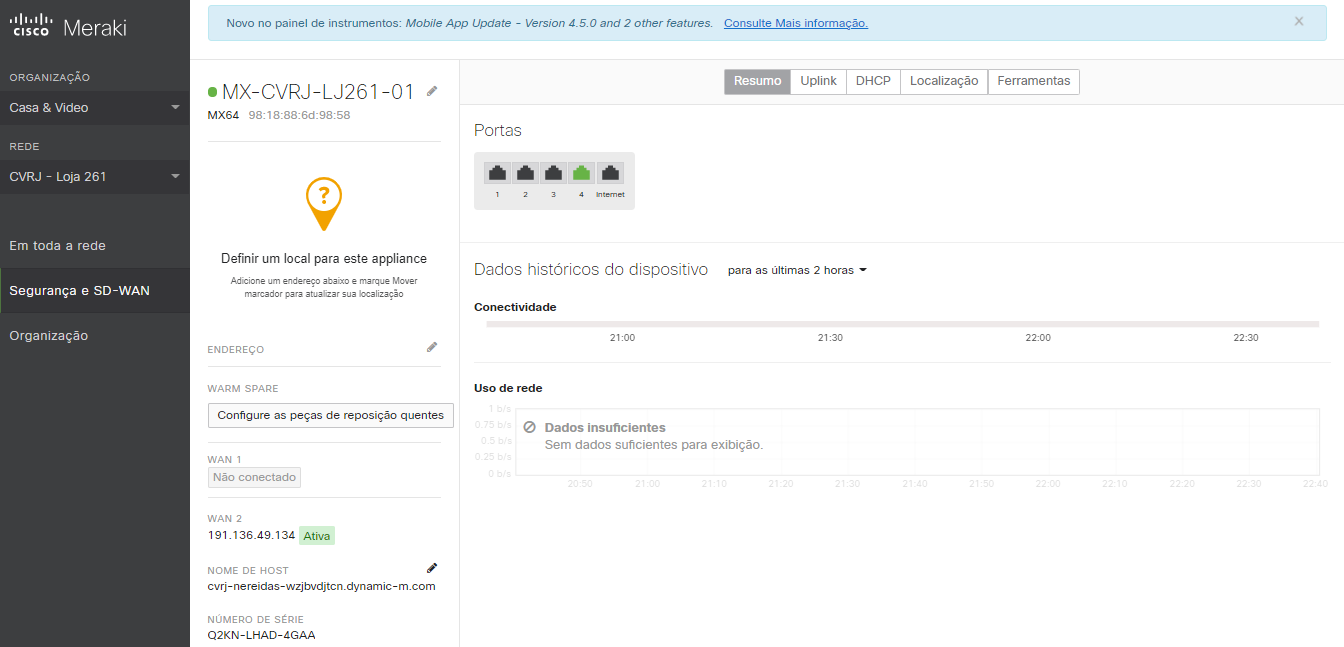 Novo no painel de instrumentos: Mobile App Update - Version 4.5.0 and 2 other features. Consulte Mais informação. ×
cisco Meraki
ORGANIZAÇÃO
Casa & Video
REDE
CVRJ - Loja 261
Em toda a rede
Segurança e SD-WAN
Organização
MX-CVRJ-LJ261-01
MX64 98:18:88:6d:98:58
?
Definir um local para este appliance
Adicione um endereço abaixo e marque Mover
marcador para atualizar sua localização
ENDEREÇO
WARM SPARE
Configure as peças de reposição quentes
WAN 1
Não conectado
WAN 2
191.136.49.134 Ativa
NOME DE HOST
cvrj-nereidas-wzjbvdjtcn.dynamic-m.com
NÚMERO DE SÉRIE
Q2KN-LHAD-4GAA
Resumo Uplink DHCP Localização Ferramentas
Portas
1 2 3 4 Internet
Dados históricos do dispositivo para as últimas 2 horas
Conectividade
21:00 21:30 22:00 22:30
Uso de rede
1 b/s
0.75 b/s
0.5 b/s
0.25 b/s
0 b/s
Dados insuficientes
Sem dados suficientes para exibição.
20:50 21:00 21:10 21:20 21:30 21:40 21:50 22:00 22:10 22:20 22:30 22:40